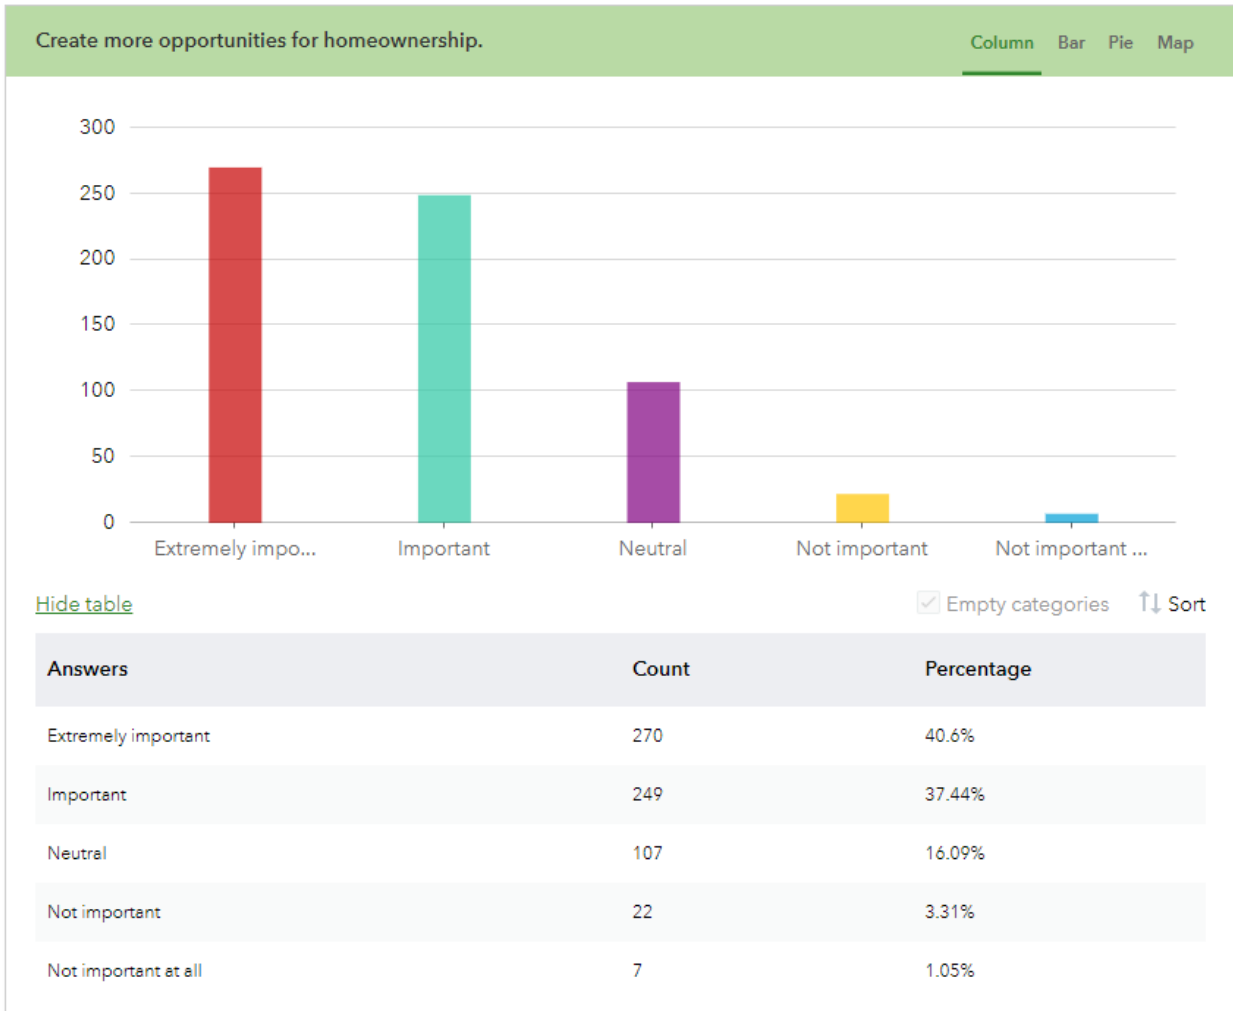 Create more opportunities for homeownership.
Column Bar Pie Map
300
250
200
150
100
50
0
Extremely impo... Important Neutral Not important Not important ...
Hide table Empty categories Sort
Answers Count Percentage
Extremely important 270 40.6%
Important 249 37.44%
Neutral 107 16.09%
Not important 22 3.31%
Not important at all 7 1.05%